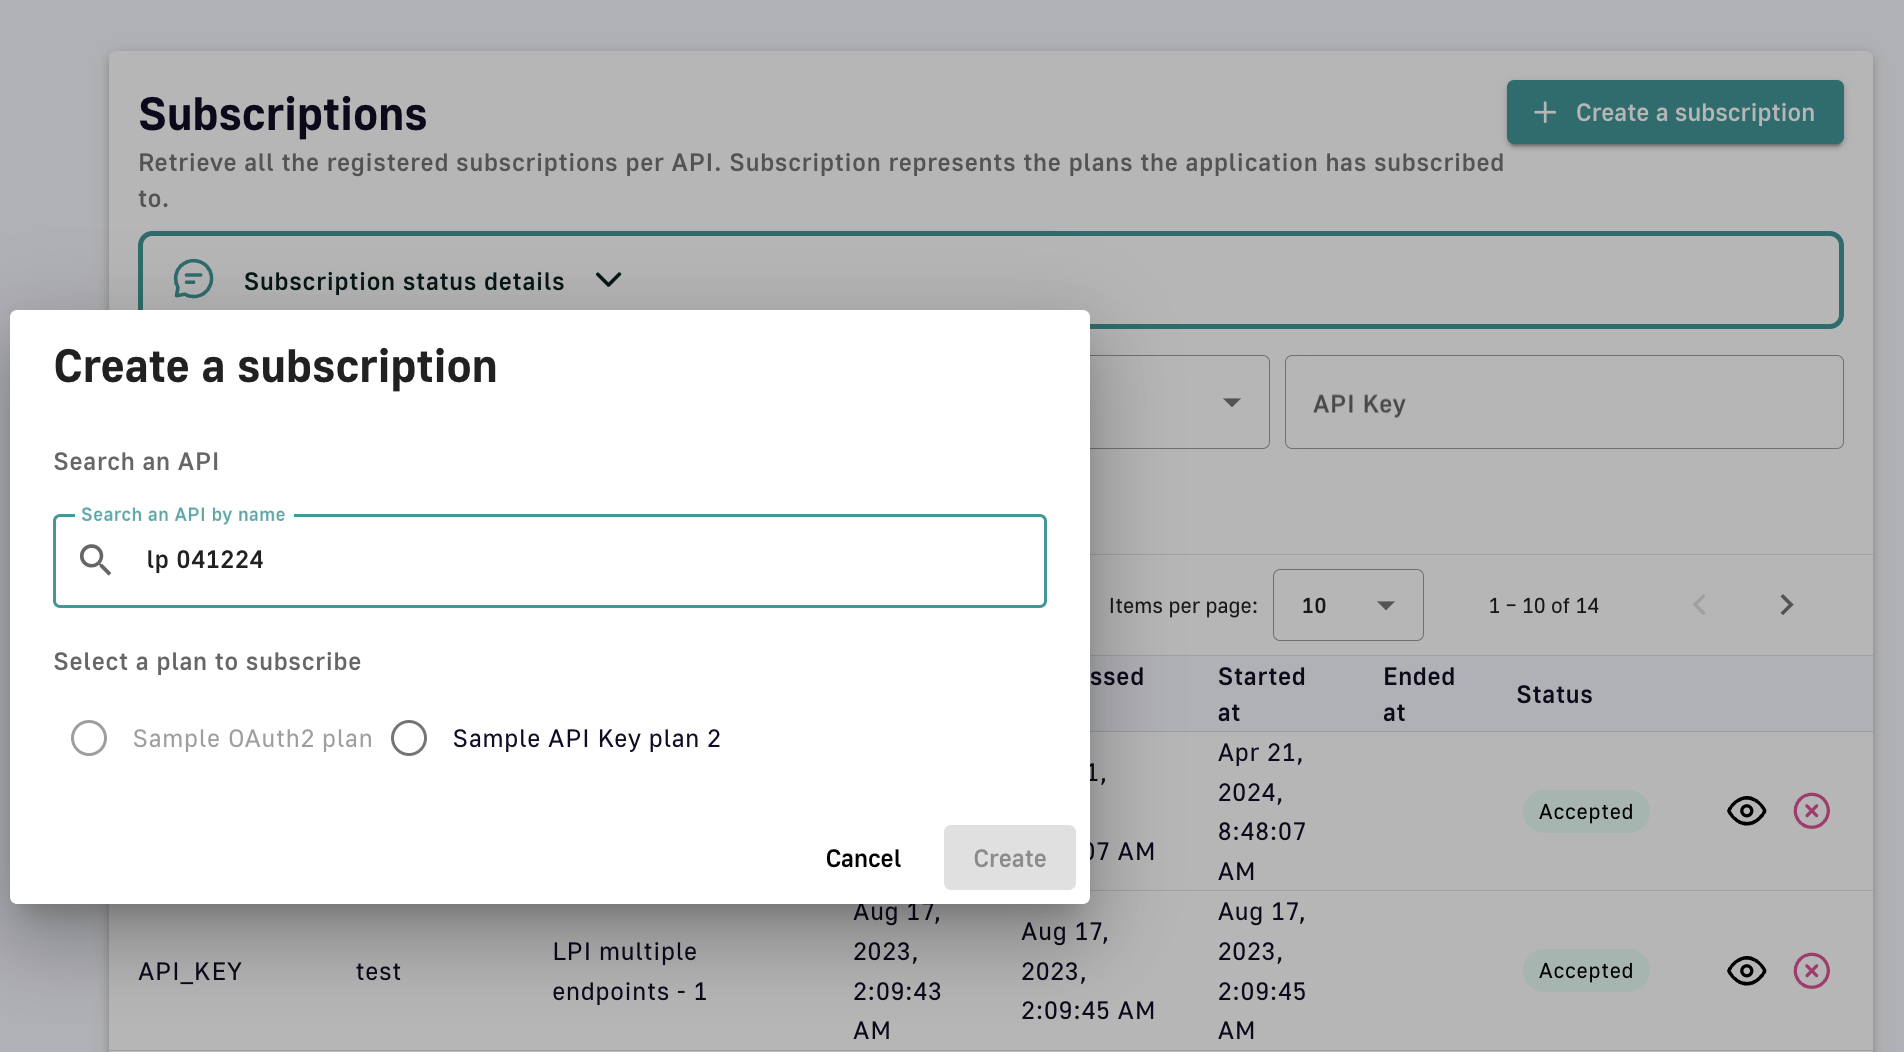 Subscriptions
Create a subscription
Retrieve all the registered subscriptions per API. Subscription represents the plans the application has subscribed
to.
Subscription status details
API Key
Create a subscription
Search an API
Search an API by name
lp 041224
Select a plan to subscribe
Sample OAuth2 plan
Sample API Key plan 2
Cancel
Create
Items per page:
10
1 – 10 of 14
Started
at
Ended
at
Status
Apr 21,
2024,
8:48:07
AM
Accepted
API_KEY
test
LPI multiple
endpoints - 1
Aug 17,
2023,
2:09:43
AM
Aug 17,
2023,
2:09:45 AM
Aug 17,
2023,
2:09:45
AM
Accepted